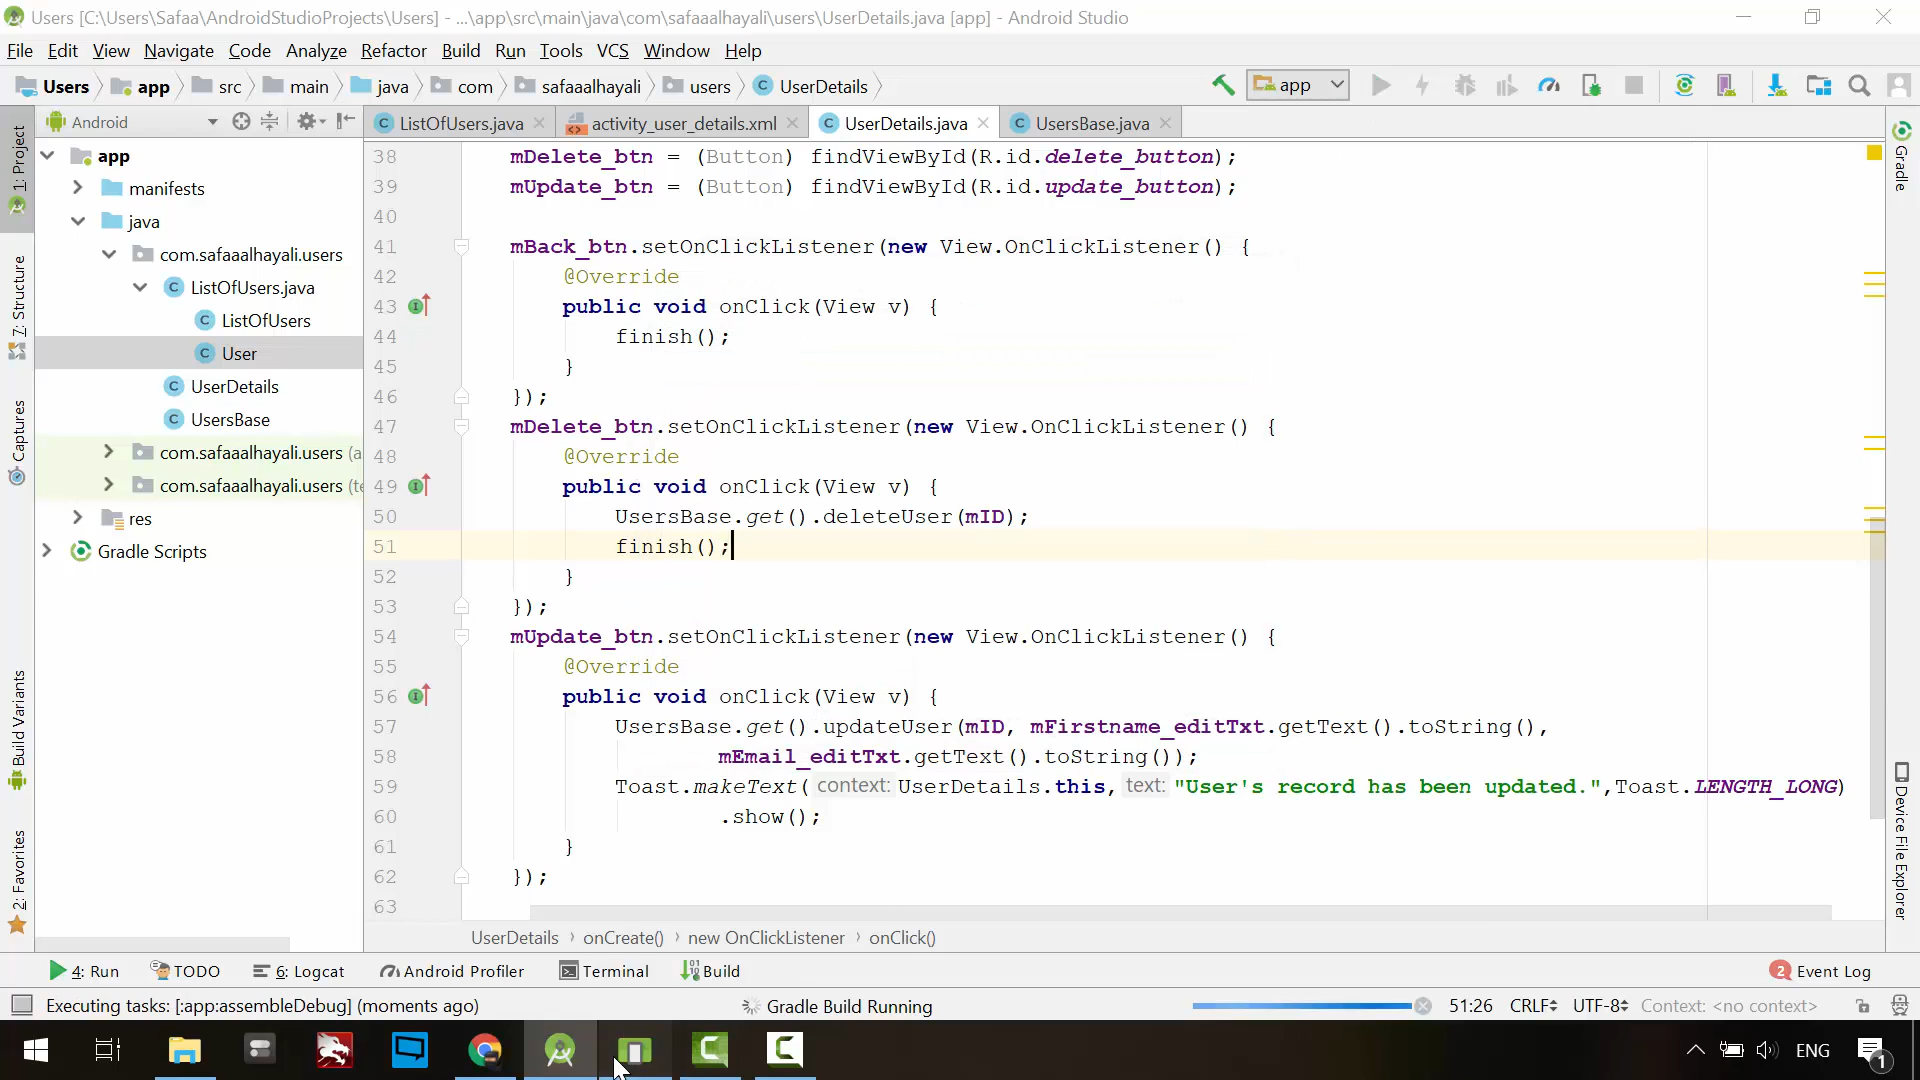 Users [C:\Users\Safaa\AndroidStudioProjects\Users] - ...\app\src\main\java\com\safaaalhayali\users\UserDetails.java [app] - Android Studio
File Edit View Navigate Code Analyze Refactor Build Run Tools VCS Window Help
Users app src main java com safaaalhayali users UserDetails
app
Android
ListOfUsers.java activity_user_details.xml UserDetails.java UsersBase.java
1: Project
7: Structure
Captures
Build Variants
2: Favorites
app
manifests
java
com.safaaalhayali.users
ListOfUsers.java
ListOfUsers
User
UserDetails
UsersBase
com.safaaalhayali.users (a
com.safaaalhayali.users (te
res
Gradle Scripts
38 mDelete_btn = (Button) findViewById(R.id.delete_button);
39 mUpdate_btn = (Button) findViewById(R.id.update_button);
40
41 mBack_btn.setOnClickListener(new View.OnClickListener() {
42 @Override
43 public void onClick(View v) {
44 finish();
45 }
46 });
47 mDelete_btn.setOnClickListener(new View.OnClickListener() {
48 @Override
49 public void onClick(View v) {
50 UsersBase.get().deleteUser(mID);
51 finish();
52 }
53 });
54 mUpdate_btn.setOnClickListener(new View.OnClickListener() {
55 @Override
56 public void onClick(View v) {
57 UsersBase.get().updateUser(mID, mFirstname_editTxt.getText().toString(),
58 mEmail_editTxt.getText().toString());
59 Toast.makeText( context: UserDetails.this, text: "User's record has been updated.",Toast.LENGTH_LONG)
60 .show();
61 }
62 });
63
Gradle
Device File Explorer
UserDetails onCreate() new OnClickListener onClick()
4: Run TODO 6: Logcat Android Profiler Terminal Build 2 Event Log
Executing tasks: [:app:assembleDebug] (moments ago) Gradle Build Running 51:26 CRLF UTF-8 Context: <no context>
ENG 1